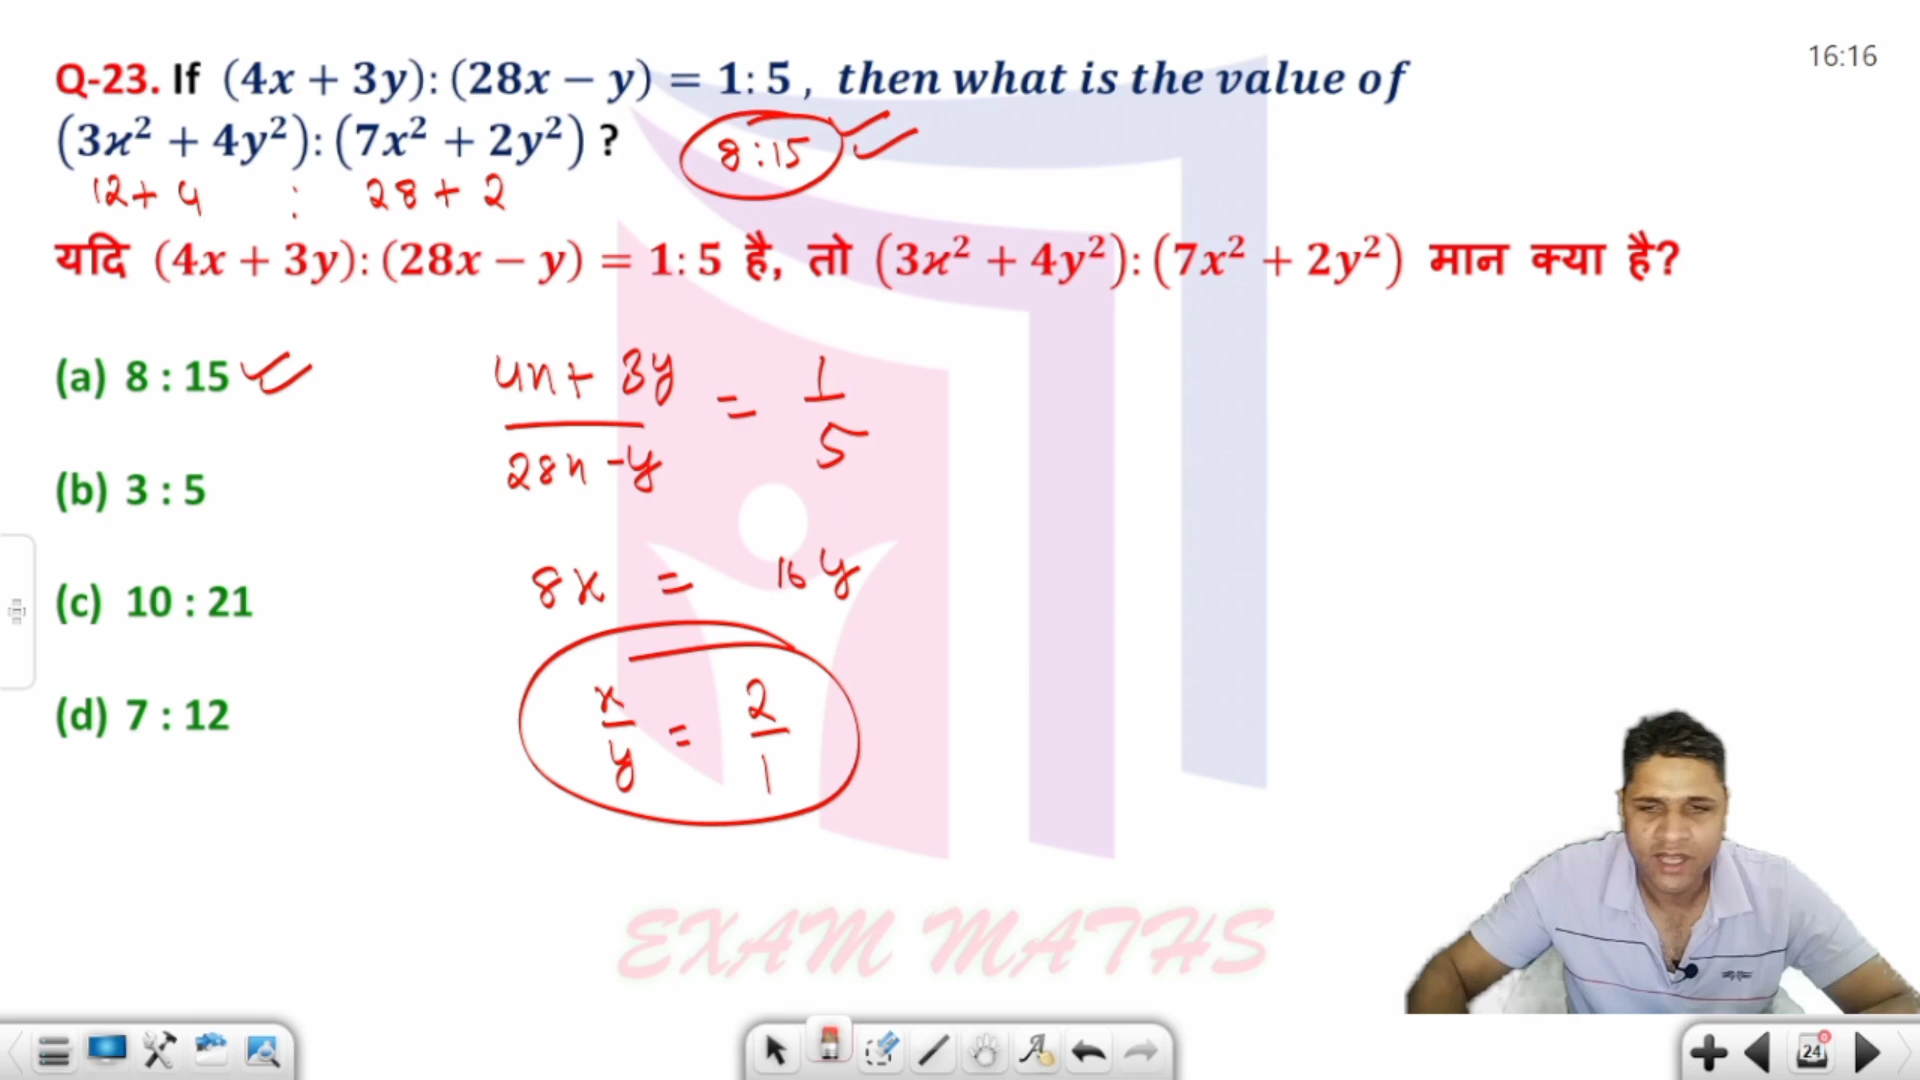 16:16
Q-23. If (4x + 3y): (28x − y) = 1: 5 , then what is the value of
(3x² + 4y²): (7x² + 2y²) ?
8:15
12+ 4 : 28 + 2
यदि (4x + 3y): (28x − y) = 1: 5 है, तो (3x² + 4y²): (7x² + 2y²) मान क्या है?
(a) 8 : 15
4x + 3y / 28x - y = 1 / 5
(b) 3 : 5
8x = 16y
(c) 10 : 21
x / y = 2 / 1
(d) 7 : 12
EXAM MATHS
24